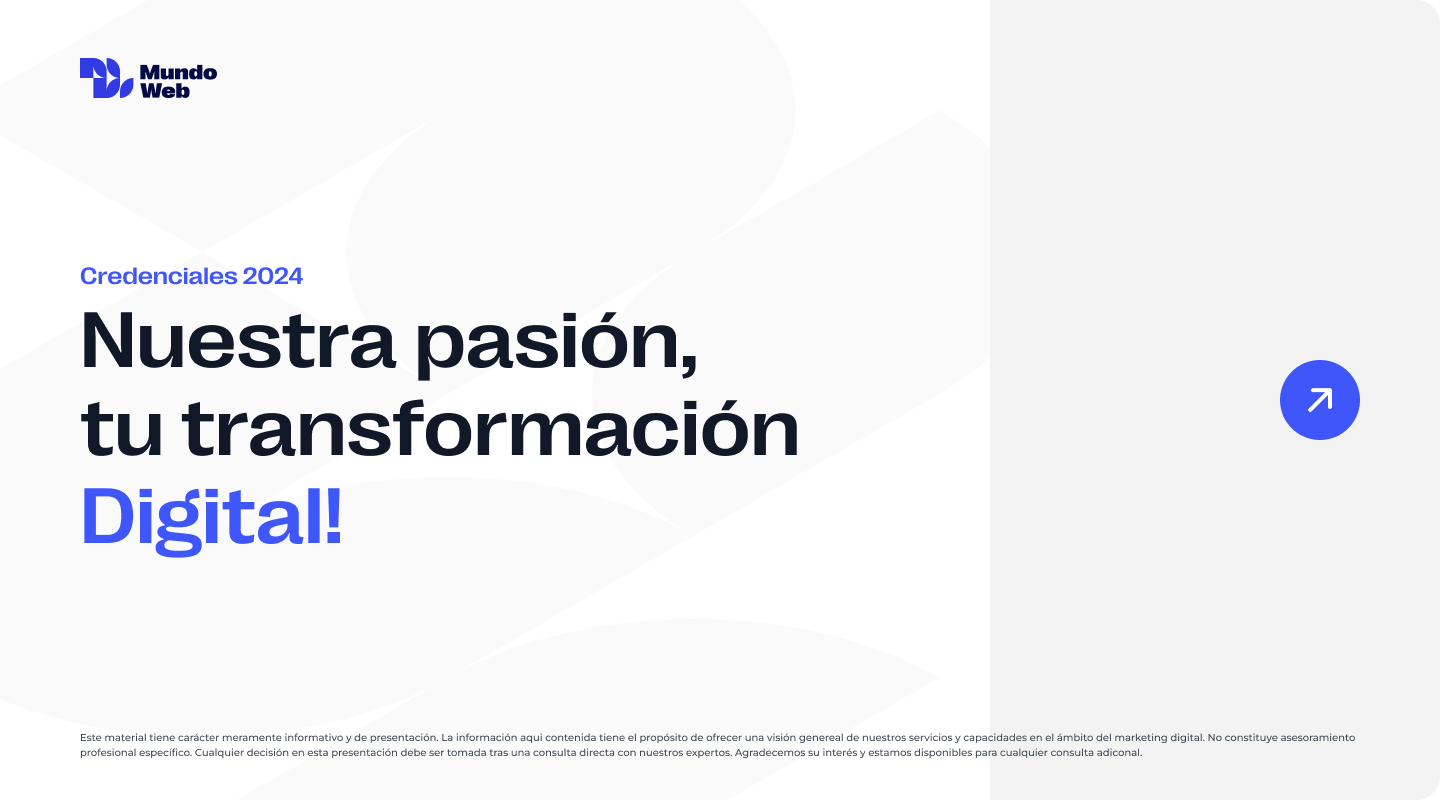 Mundo
Web
Credenciales 2024
Nuestra pasión,
tu transformación
Digital!
Este material tiene carácter meramente informativo y de presentación. La información aqui contenida tiene el propósito de ofrecer una visión genereal de nuestros servicios y capacidades en el ámbito del marketing digital. No constituye asesoramiento
profesional específico. Cualquier decisión en esta presentación debe ser tomada tras una consulta directa con nuestros expertos. Agradecemos su interés y estamos disponibles para cualquier consulta adiconal.